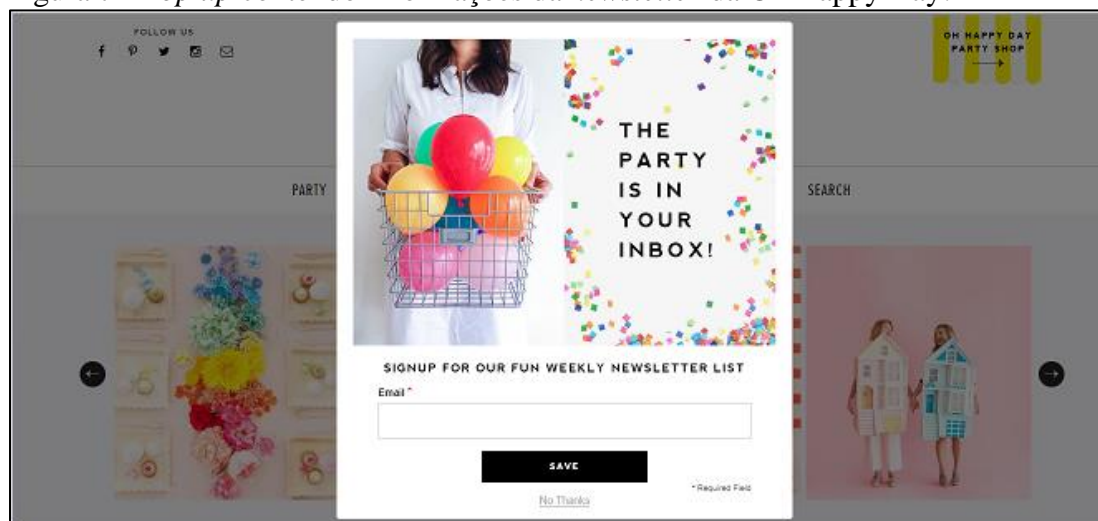 FOLLOW US
OH HAPPY DAY
PARTY SHOP
PARTY
SEARCH
THE
PARTY
IS IN
YOUR
INBOX!
SIGNUP FOR OUR FUN WEEKLY NEWSLETTER LIST
Email *
SAVE
* Required Field
No Thanks